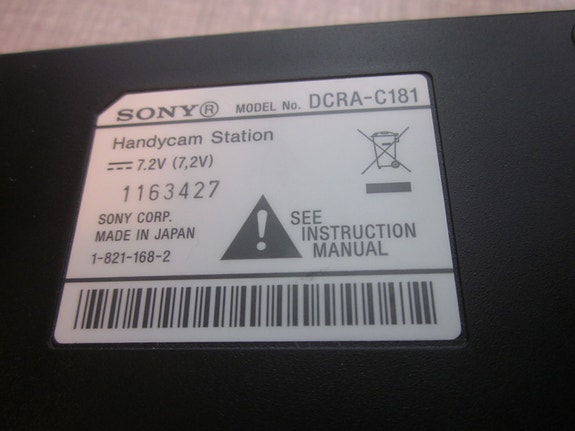 SONY® MODEL No. DCRA-C181
Handycam Station
7.2V (7,2V)
1163427
SONY CORP.
MADE IN JAPAN
1-821-168-2
SEE
INSTRUCTION
MANUAL